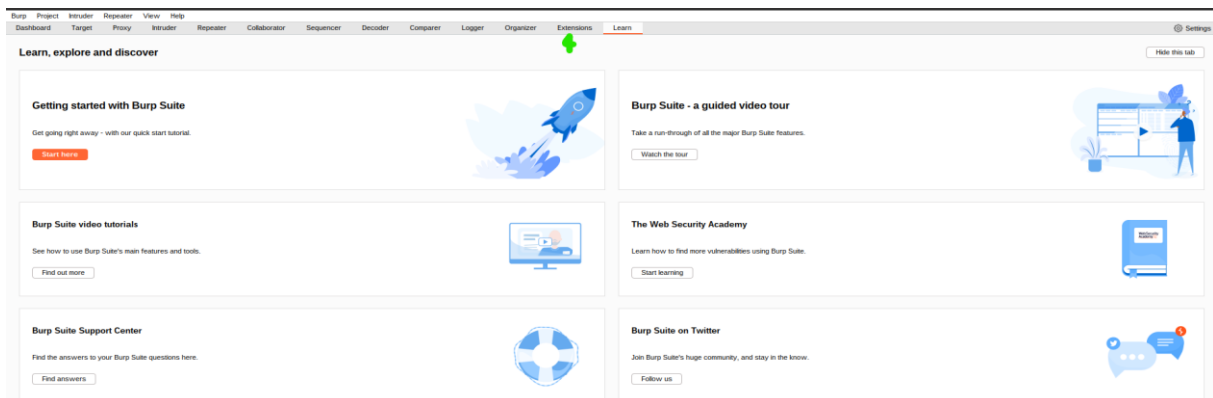 Burp Project Intruder Repeater View Help
Dashboard Target Proxy Intruder Repeater Collaborator Sequencer Decoder Comparer Logger Organizer Extensions Learn Settings
4
Learn, explore and discover Hide this tab
Getting started with Burp Suite
Get going right away - with our quick start tutorial.
Start here
Burp Suite - a guided video tour
Take a run-through of all the major Burp Suite features.
Watch the tour
Burp Suite video tutorials
See how to use Burp Suite's main features and tools.
Find out more
The Web Security Academy
Learn how to find more vulnerabilities using Burp Suite.
Start learning
Burp Suite Support Center
Find the answers to your Burp Suite questions here.
Find answers
Burp Suite on Twitter
Join Burp Suite's huge community, and stay in the know.
Follow us